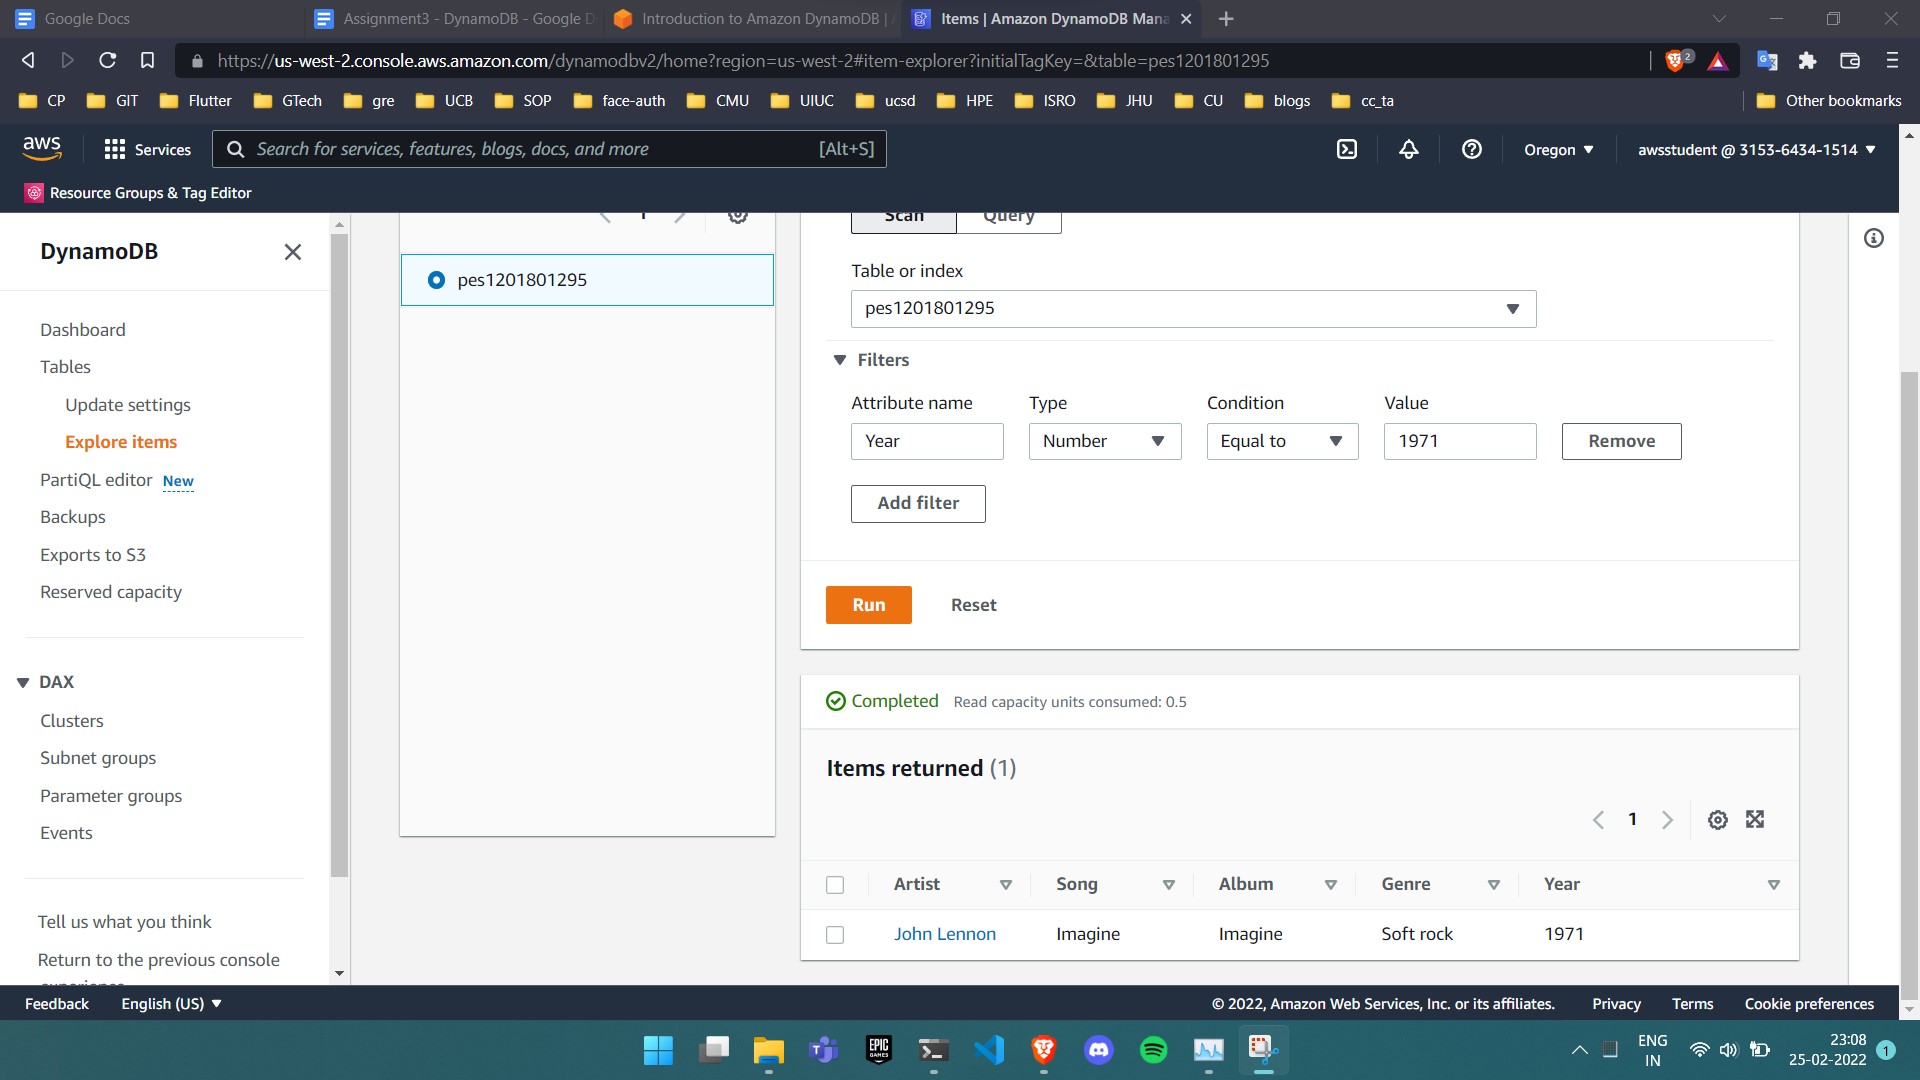 Google Docs
Assignment3 - DynamoDB - Google D
Introduction to Amazon DynamoDB |
Items | Amazon DynamoDB Mana
https://us-west-2.console.aws.amazon.com/dynamodbv2/home?region=us-west-2#item-explorer?initialTagKey=&table=pes1201801295
2
CP GIT Flutter GTech gre UCB SOP face-auth CMU UIUC ucsd HPE ISRO JHU CU blogs cc_ta Other bookmarks
aws Services Search for services, features, blogs, docs, and more [Alt+S] Oregon awsstudent @ 3153-6434-1514
Resource Groups & Tag Editor
DynamoDB
Dashboard
Tables
Update settings
Explore items
PartiQL editor New
Backups
Exports to S3
Reserved capacity
DAX
Clusters
Subnet groups
Parameter groups
Events
Tell us what you think
Return to the previous console
experience
1
pes1201801295
Scan Query
Table or index
pes1201801295
Filters
Attribute name Type Condition Value
Year Number Equal to 1971 Remove
Add filter
Run Reset
Completed Read capacity units consumed: 0.5
Items returned (1)
1
Artist Song Album Genre Year
John Lennon Imagine Imagine Soft rock 1971
Feedback English (US) © 2022, Amazon Web Services, Inc. or its affiliates. Privacy Terms Cookie preferences
EPIC GAMES
ENG
IN
23:08
25-02-2022
1